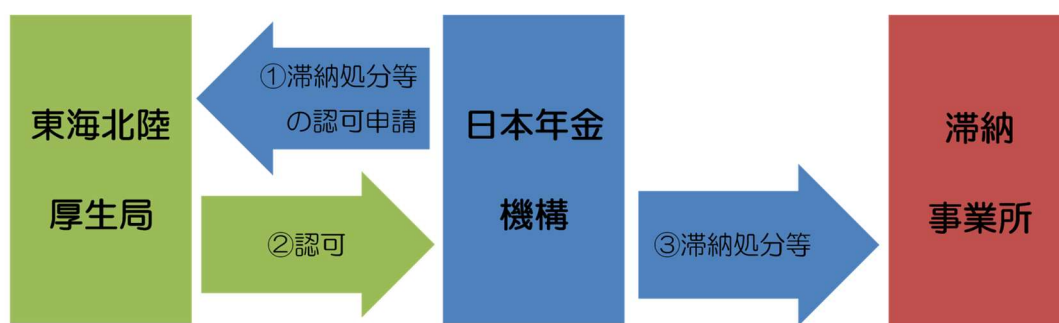 東海北陸
厚生局
①滞納処分等
の認可申請
②認可
日本年金
機構
③滞納処分等
滞納
事業所